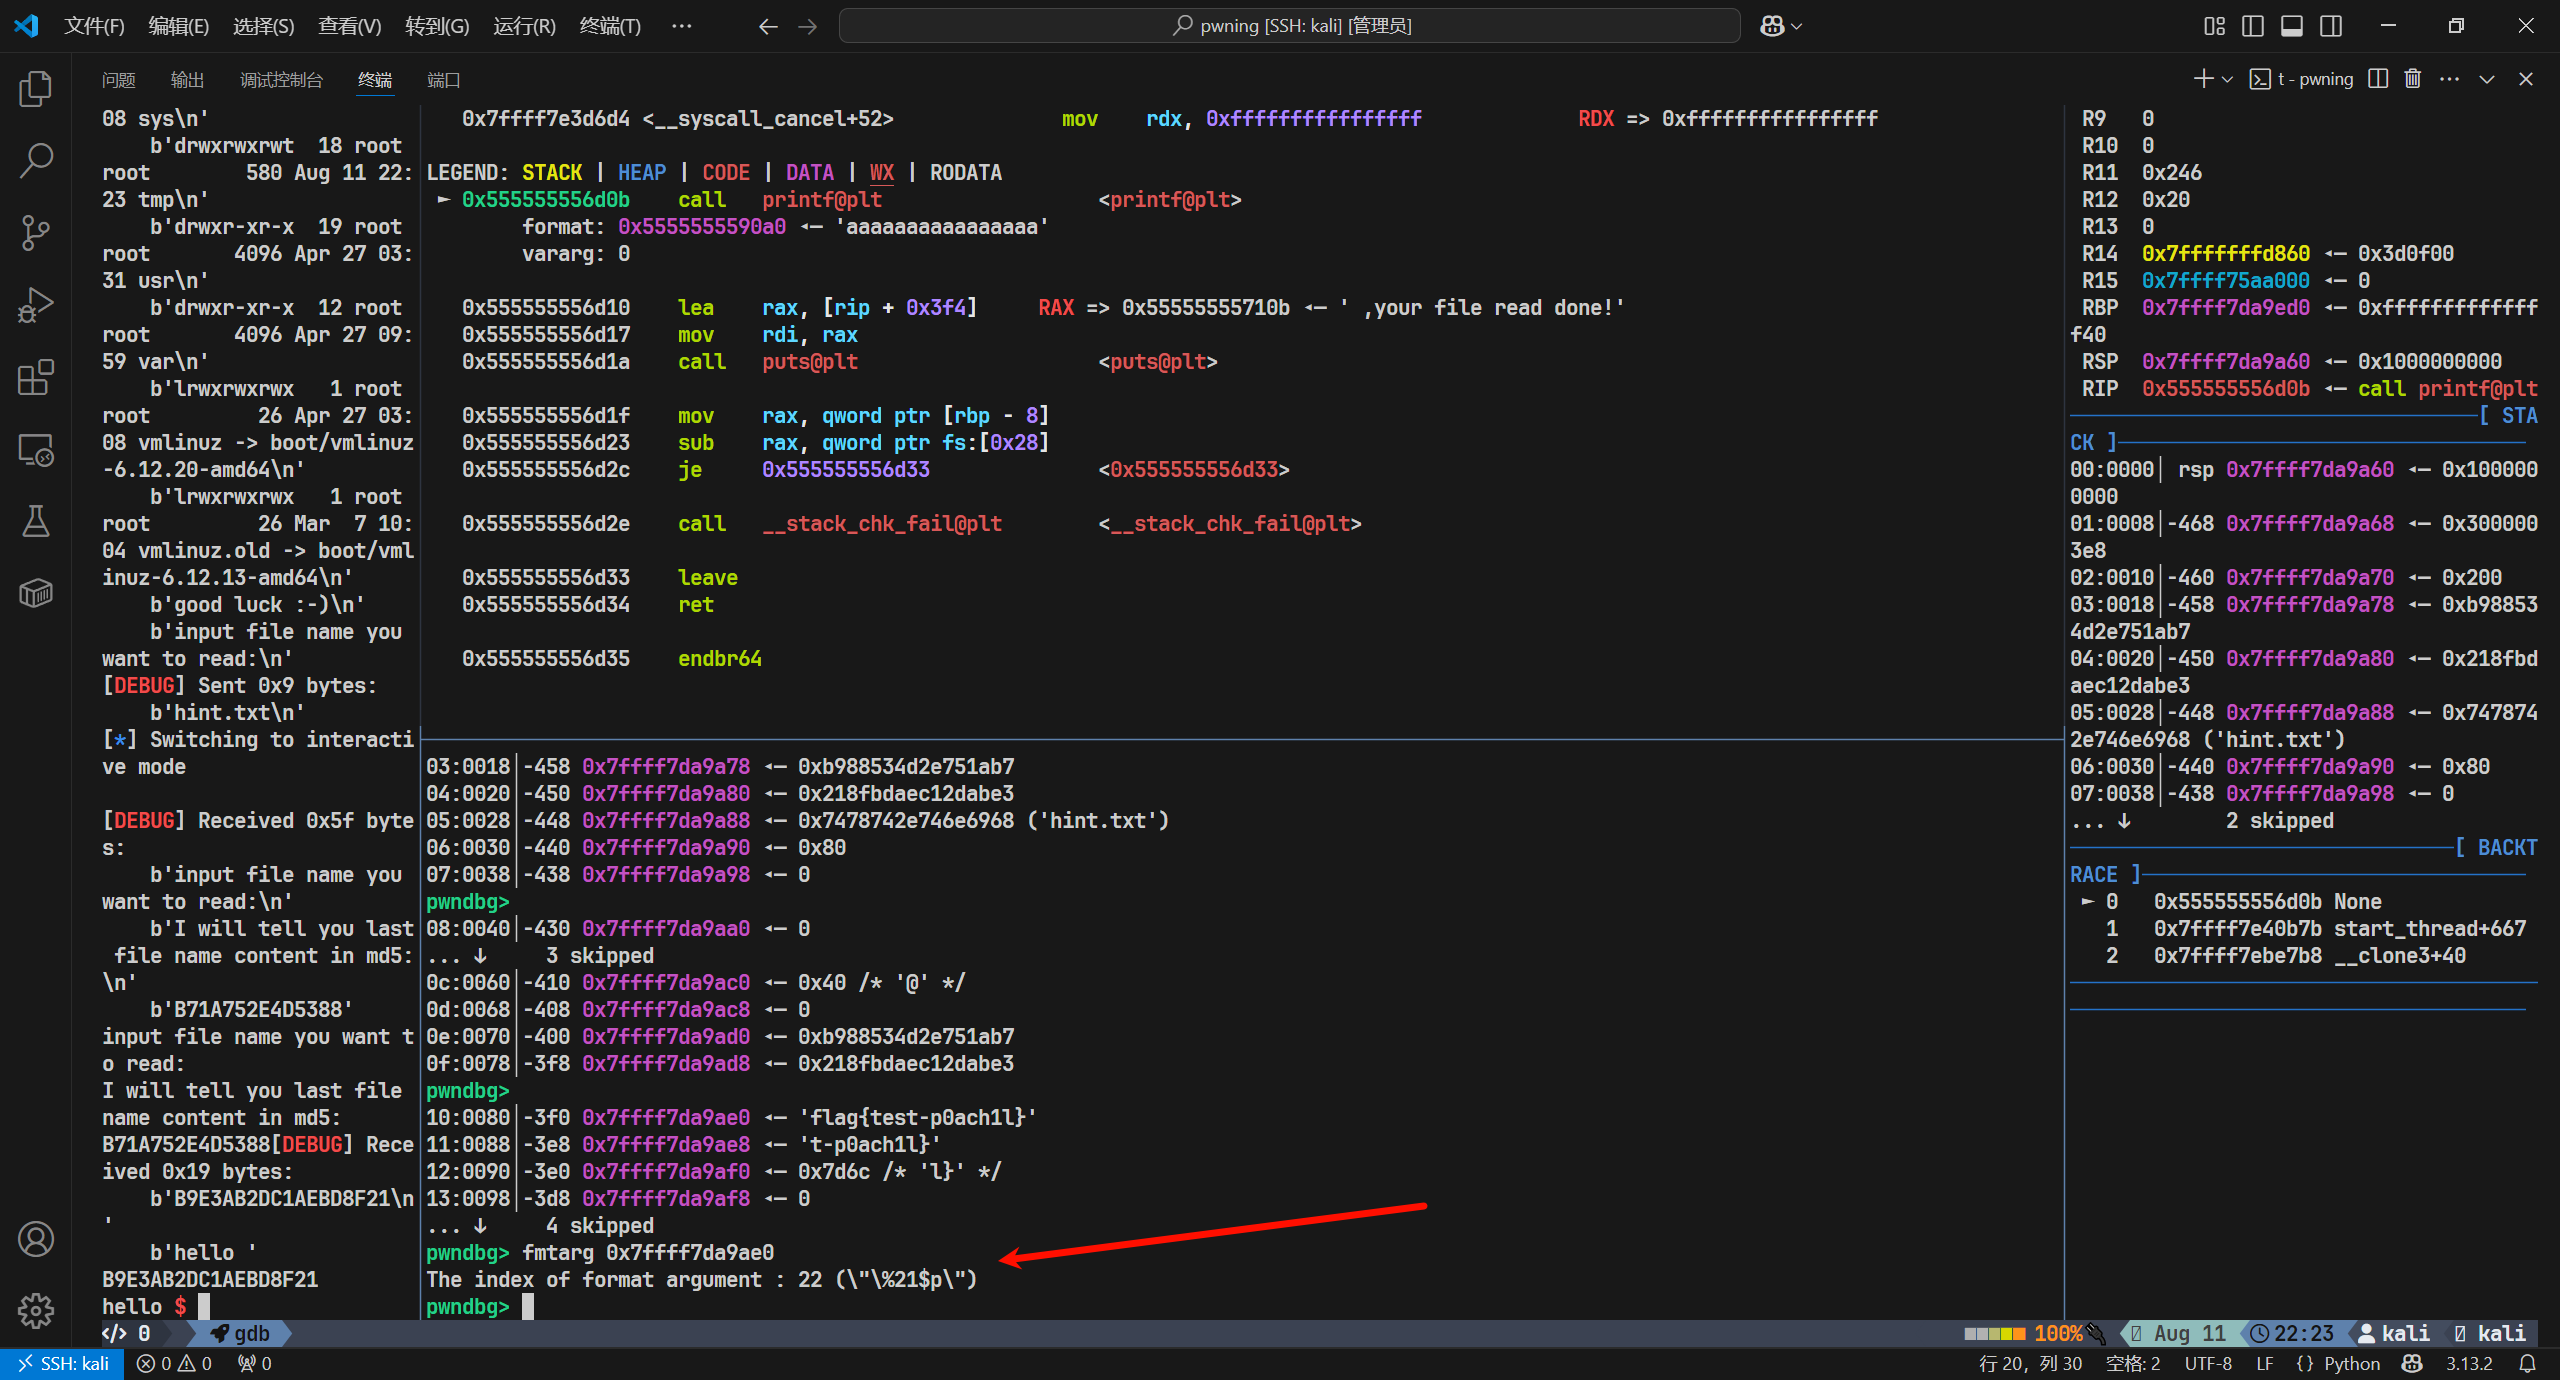 文件(F) 编辑(E) 选择(S) 查看(V) 转到(G) 运行(R) 终端(T) ··· pwning [SSH: kali] [管理员]
问题 输出 调试控制台 终端 端口 t - pwning
08 sys\n'
b'drwxrwxrwt  18 root
root        580 Aug 11 22:
23 tmp\n'
b'drwxr-xr-x  19 root
root       4096 Apr 27 03:
31 usr\n'
b'drwxr-xr-x  12 root
root       4096 Apr 27 09:
59 var\n'
b'lrwxrwxrwx   1 root
root         26 Apr 27 03:
08 vmlinuz -> boot/vmlinuz
-6.12.20-amd64\n'
b'lrwxrwxrwx   1 root
root         26 Mar  7 10:
04 vmlinuz.old -> boot/vml
inuz-6.12.13-amd64\n'
b'good luck :-)\n'
b'input file name you
want to read:\n'
[DEBUG] Sent 0x9 bytes:
b'hint.txt\n'
[*] Switching to interacti
ve mode
[DEBUG] Received 0x5f byte
s:
b'input file name you
want to read:\n'
b'I will tell you last
file name content in md5:
\n'
b'B71A752E4D5388'
input file name you want t
o read:
I will tell you last file
name content in md5:
B71A752E4D5388[DEBUG] Rece
ived 0x19 bytes:
b'B9E3AB2DC1AEBD8F21\n
'
b'hello '
B9E3AB2DC1AEBD8F21
hello $
0x7ffff7e3d6d4 <__syscall_cancel+52> mov rdx, 0xffffffffffffffff RDX => 0xffffffffffffffff
LEGEND: STACK | HEAP | CODE | DATA | WX | RODATA
► 0x555555556d0b call printf@plt <printf@plt>
format: 0x5555555590a0 ◂— 'aaaaaaaaaaaaaaaa'
vararg: 0
0x555555556d10 lea rax, [rip + 0x3f4] RAX => 0x55555555710b ◂— ' ,your file read done!'
0x555555556d17 mov rdi, rax
0x555555556d1a call puts@plt <puts@plt>
0x555555556d1f mov rax, qword ptr [rbp - 8]
0x555555556d23 sub rax, qword ptr fs:[0x28]
0x555555556d2c je 0x555555556d33 <0x555555556d33>
0x555555556d2e call __stack_chk_fail@plt <__stack_chk_fail@plt>
0x555555556d33 leave
0x555555556d34 ret
0x555555556d35 endbr64
03:0018│-458 0x7ffff7da9a78 ◂— 0xb988534d2e751ab7
04:0020│-450 0x7ffff7da9a80 ◂— 0x218fbdaec12dabe3
05:0028│-448 0x7ffff7da9a88 ◂— 0x7478742e746e6968 ('hint.txt')
06:0030│-440 0x7ffff7da9a90 ◂— 0x80
07:0038│-438 0x7ffff7da9a98 ◂— 0
pwndbg>
08:0040│-430 0x7ffff7da9aa0 ◂— 0
... ↓     3 skipped
0c:0060│-410 0x7ffff7da9ac0 ◂— 0x40 /* '@' */
0d:0068│-408 0x7ffff7da9ac8 ◂— 0
0e:0070│-400 0x7ffff7da9ad0 ◂— 0xb988534d2e751ab7
0f:0078│-3f8 0x7ffff7da9ad8 ◂— 0x218fbdaec12dabe3
pwndbg>
10:0080│-3f0 0x7ffff7da9ae0 ◂— 'flag{test-p0ach1l}'
11:0088│-3e8 0x7ffff7da9ae8 ◂— 't-p0ach1l}'
12:0090│-3e0 0x7ffff7da9af0 ◂— 0x7d6c /* 'l}' */
13:0098│-3d8 0x7ffff7da9af8 ◂— 0
... ↓     4 skipped
pwndbg> fmtarg 0x7ffff7da9ae0
The index of format argument : 22 (\"\%21$p\")
pwndbg>
R9   0
R10  0
R11  0x246
R12  0x20
R13  0
R14  0x7fffffffd860 ◂— 0x3d0f00
R15  0x7ffff75aa000 ◂— 0
RBP  0x7ffff7da9ed0 ◂— 0xffffffffffffff
f40
RSP  0x7ffff7da9a60 ◂— 0x1000000000
RIP  0x555555556d0b ◂— call printf@plt
[ STA
CK ]
00:0000│ rsp 0x7ffff7da9a60 ◂— 0x100000
0000
01:0008│-468 0x7ffff7da9a68 ◂— 0x300000
3e8
02:0010│-460 0x7ffff7da9a70 ◂— 0x200
03:0018│-458 0x7ffff7da9a78 ◂— 0xb98853
4d2e751ab7
04:0020│-450 0x7ffff7da9a80 ◂— 0x218fbd
aec12dabe3
05:0028│-448 0x7ffff7da9a88 ◂— 0x747874
2e746e6968 ('hint.txt')
06:0030│-440 0x7ffff7da9a90 ◂— 0x80
07:0038│-438 0x7ffff7da9a98 ◂— 0
... ↓        2 skipped
[ BACKT
RACE ]
► 0   0x555555556d0b None
1   0x7ffff7e40b7b start_thread+667
2   0x7ffff7ebe7b8 __clone3+40
</> 0 gdb 100% Aug 11 22:23 kali kali
SSH: kali 0 0 0 行 20，列 30 空格: 2 UTF-8 LF {} Python 3.13.2